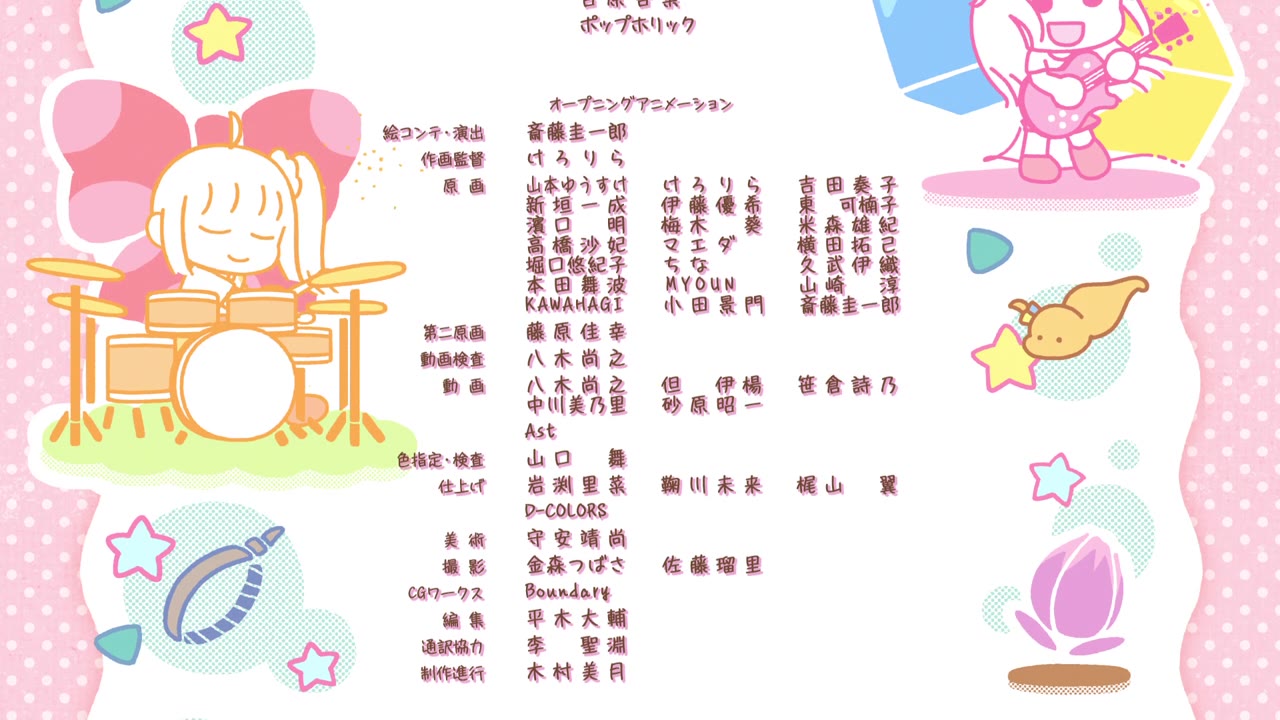 ポップホリック
オープニングアニメーション
絵コンテ・演出 斎藤圭一郎
作画監督 けろりら
原画 山本ゆうすけ けろりら 吉田奏子
新垣一成 伊藤優希 東 可楠子
濱口 明 梅木 葵 米森雄紀
高橋沙妃 マエダ 横田拓己
堀口悠紀子 ちな 久武伊織
本田舞波 MYOUN 山崎 淳
KAWAHAGI 小田景門 斎藤圭一郎
第二原画 藤原佳幸
動画検査 八木尚之
動画 八木尚之 但 伊楊 笹倉詩乃
中川美乃里 砂原昭一
Ast
色指定・検査 山口 舞
仕上げ 岩渕里菜 鞠川未来 梶山 翼
D-COLORS
美術 守安靖尚
撮影 金森つばさ 佐藤瑠里
CGワークス Boundary
編集 平木大輔
通訳協力 李 聖淵
制作進行 木村美月